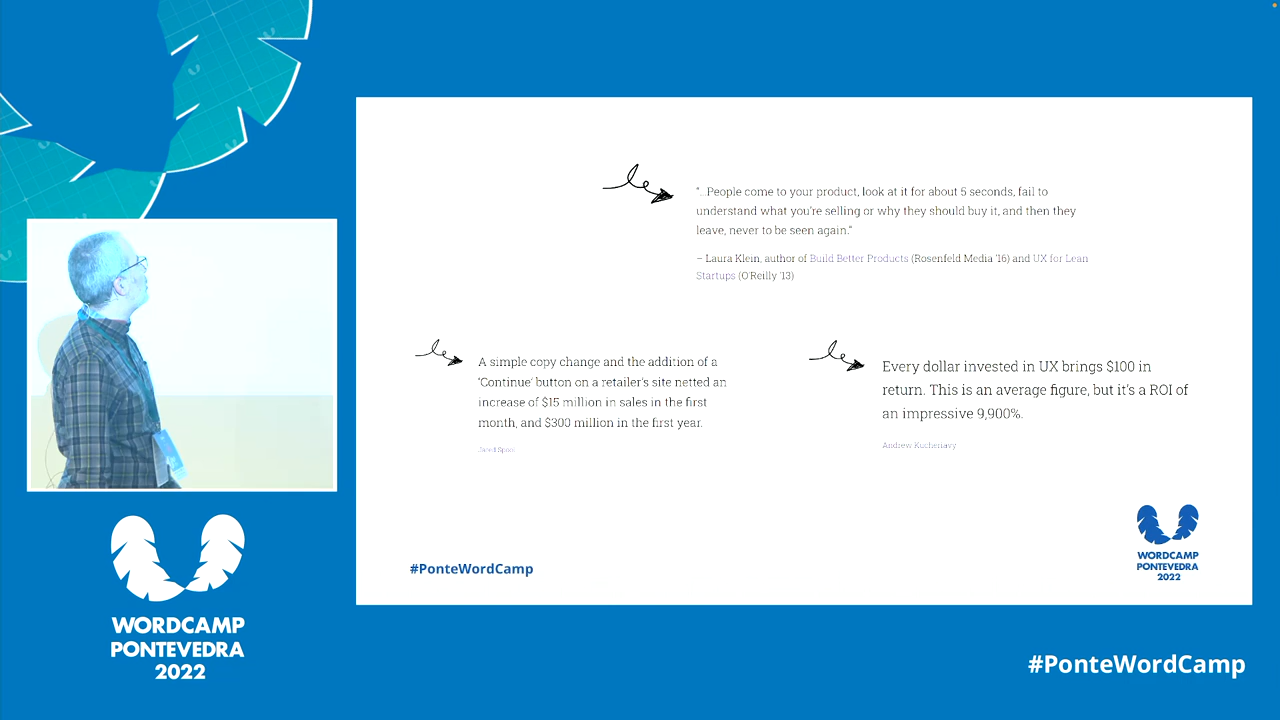 "...People come to your product, look at it for about 5 seconds, fail to
understand what you're selling or why they should buy it, and then they
leave, never to be seen again."
– Laura Klein, author of Build Better Products (Rosenfeld Media '16) and UX for Lean
Startups (O'Reilly '13)
A simple copy change and the addition of a
'Continue' button on a retailer's site netted an
increase of $15 million in sales in the first
month, and $300 million in the first year.
Jared Spool
Every dollar invested in UX brings $100 in
return. This is an average figure, but it's a ROI of
an impressive 9,900%.
Andrew Kucheriavy
#PonteWordCamp
WORDCAMP
PONTEVEDRA
2022
WORDCAMP
PONTEVEDRA
2022
#PonteWordCamp